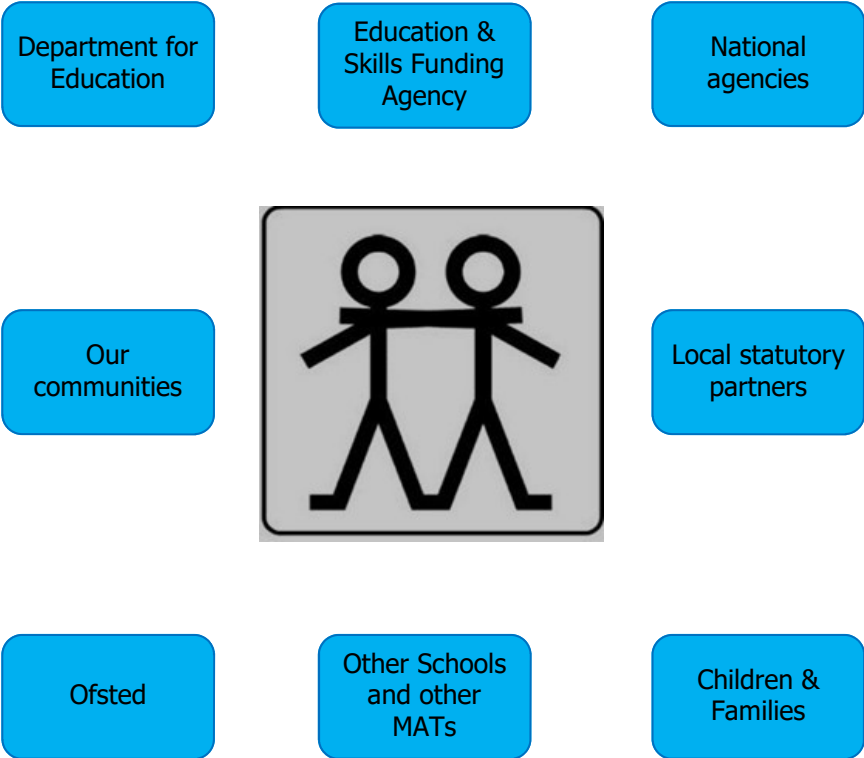 Department for
Education
Education &
Skills Funding
Agency
National
agencies
Our
communities
Local statutory
partners
Ofsted
Other Schools
and other
MATs
Children &
Families